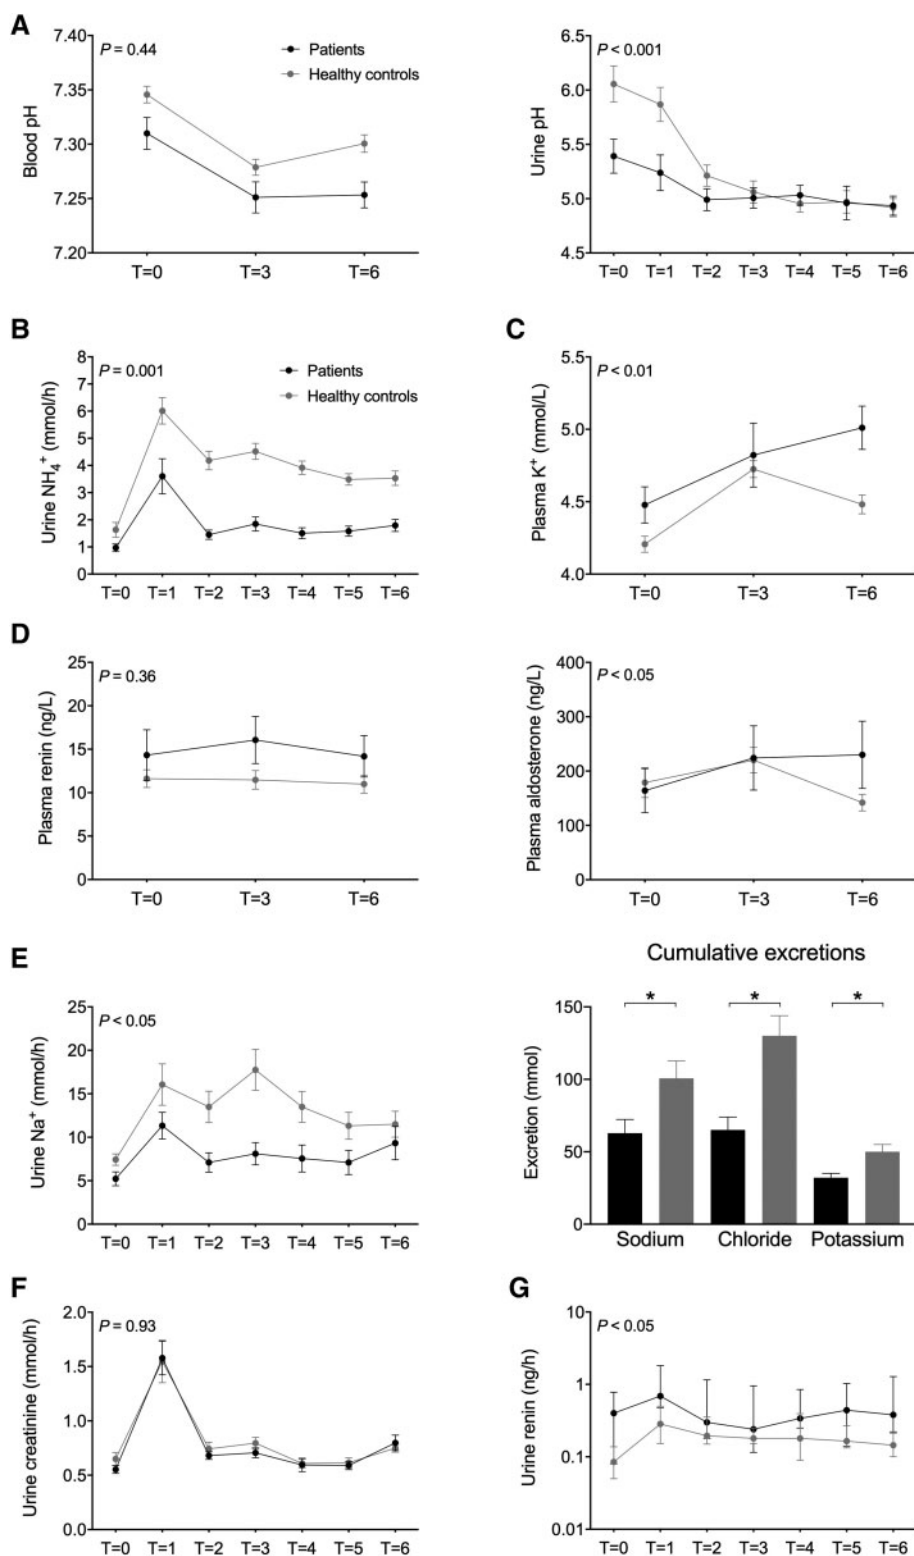 A
7.40
7.35
7.30
7.25
7.20
Blood pH
P = 0.44
Patients
Healthy controls
T=0 T=3 T=6
6.5
6.0
5.5
5.0
4.5
Urine pH
P < 0.001
T=0 T=1 T=2 T=3 T=4 T=5 T=6
B
8
7
6
5
4
3
2
1
0
Urine NH4+ (mmol/h)
P = 0.001
Patients
Healthy controls
T=0 T=1 T=2 T=3 T=4 T=5 T=6
C
5.5
5.0
4.5
4.0
Plasma K+ (mmol/L)
P < 0.01
T=0 T=3 T=6
D
25
20
15
10
5
0
Plasma renin (ng/L)
P = 0.36
T=0 T=3 T=6
400
300
200
100
0
Plasma aldosterone (ng/L)
P < 0.05
T=0 T=3 T=6
E
25
20
15
10
5
0
Urine Na+ (mmol/h)
P < 0.05
T=0 T=1 T=2 T=3 T=4 T=5 T=6
Cumulative excretions
150
100
50
0
Excretion (mmol)
* * *
Sodium Chloride Potassium
F
2.0
1.5
1.0
0.5
0.0
Urine creatinine (mmol/h)
P = 0.93
T=0 T=1 T=2 T=3 T=4 T=5 T=6
G
10
1
0.1
0.01
Urine renin (ng/h)
P < 0.05
T=0 T=1 T=2 T=3 T=4 T=5 T=6